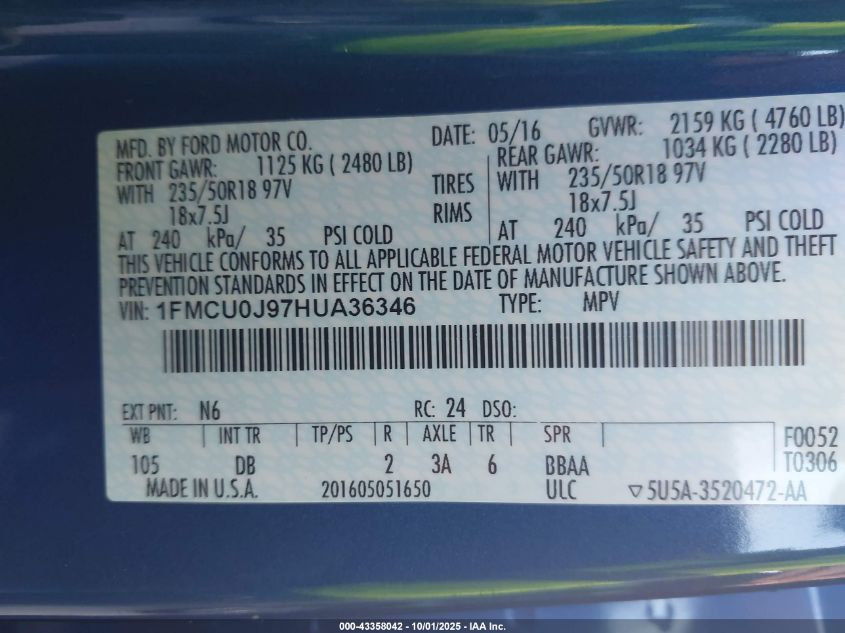 MFD. BY FORD MOTOR CO. DATE: 05/16 GVWR: 2159 KG ( 4760 LB)
FRONT GAWR: 1125 KG ( 2480 LB) REAR GAWR: 1034 KG ( 2280 LB)
WITH 235/50R18 97V TIRES WITH 235/50R18 97V
18x7.5J RIMS 18x7.5J
AT 240 kPa/ 35 PSI COLD AT 240 kPa/ 35 PSI COLD
THIS VEHICLE CONFORMS TO ALL APPLICABLE FEDERAL MOTOR VEHICLE SAFETY AND THEFT
PREVENTION STANDARDS IN EFFECT ON THE DATE OF MANUFACTURE SHOWN ABOVE.
VIN: 1FMCU0J97HUA36346 TYPE: MPV
EXT PNT: N6 RC: 24 DSO:
WB INT TR TP/PS R AXLE TR SPR F0052
105 DB 2 3A 6 BBAA T0306
MADE IN U.S.A. 201605051650 ULC ▽5U5A-3520472-AA
000-43358042 - 10/01/2025 - IAA Inc.